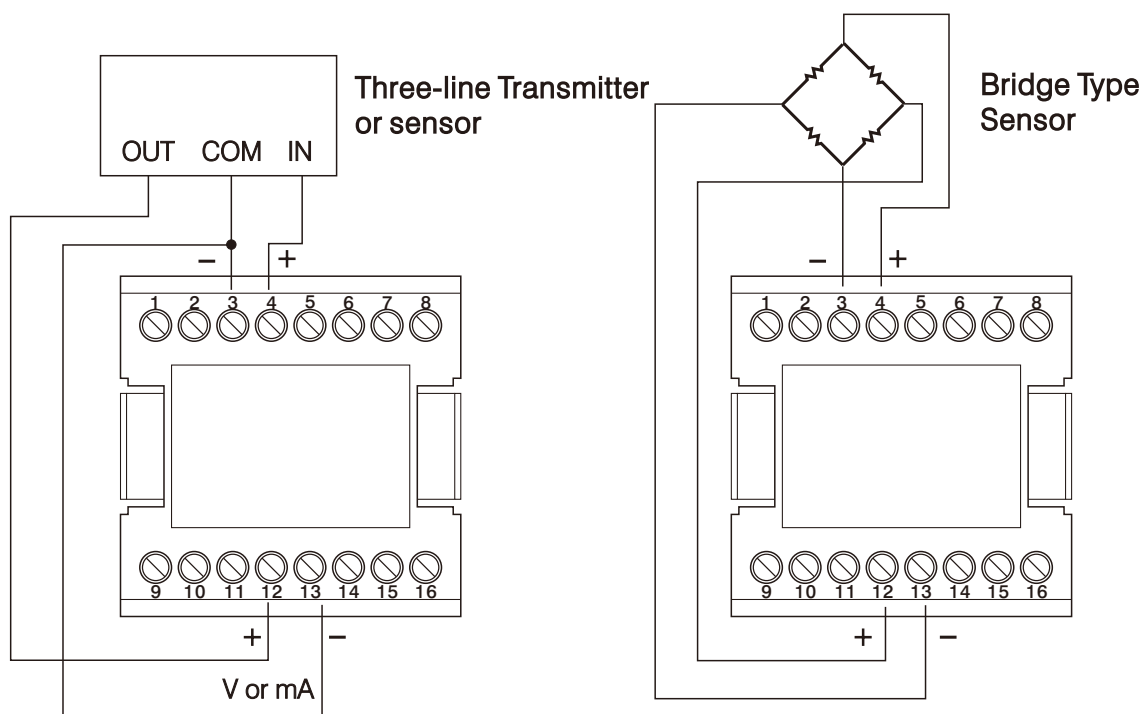 Three-line Transmitter
or sensor
OUT COM IN
− +
1 2 3 4 5 6 7 8
9 10 11 12 13 14 15 16
+ −
V or mA
Bridge Type
Sensor
− +
1 2 3 4 5 6 7 8
9 10 11 12 13 14 15 16
+ −